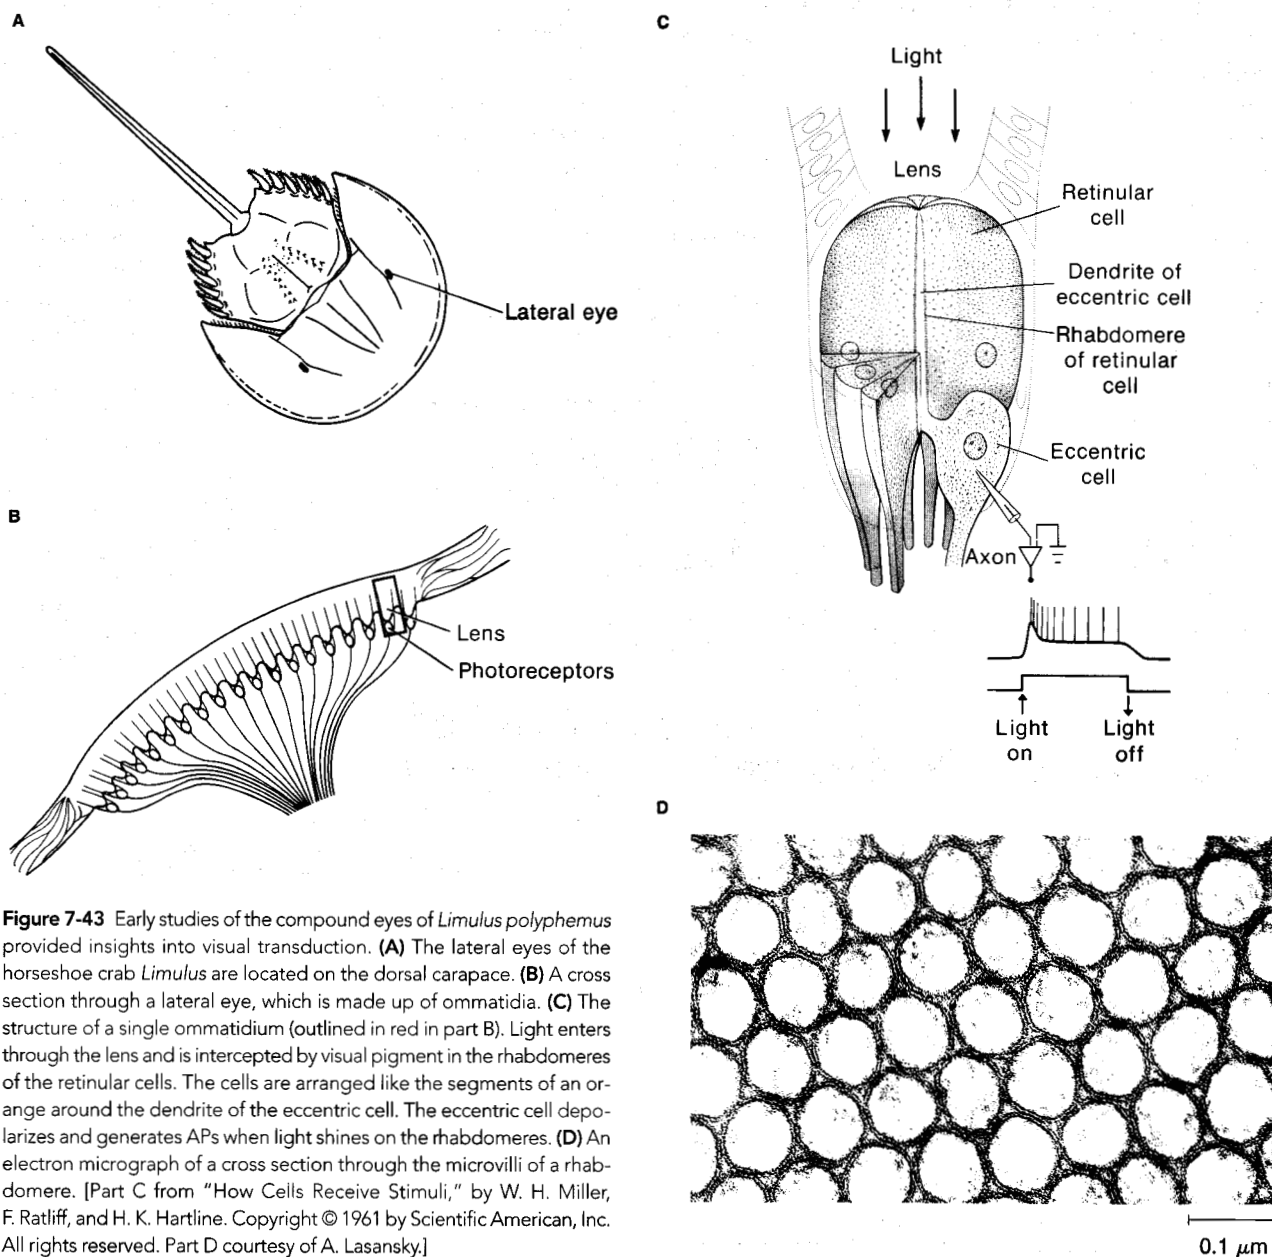 A
Lateral eye
B
Lens
Photoreceptors
C
Light
Lens
Retinular
cell
Dendrite of
eccentric cell
Rhabdomere
of retinular
cell
Eccentric
cell
Axon
Light
on
Light
off
D
0.1 μm
Figure 7-43 Early studies of the compound eyes of Limulus polyphemus
provided insights into visual transduction. (A) The lateral eyes of the
horseshoe crab Limulus are located on the dorsal carapace. (B) A cross
section through a lateral eye, which is made up of ommatidia. (C) The
structure of a single ommatidium (outlined in red in part B). Light enters
through the lens and is intercepted by visual pigment in the rhabdomeres
of the retinular cells. The cells are arranged like the segments of an or-
ange around the dendrite of the eccentric cell. The eccentric cell depo-
larizes and generates APs when light shines on the rhabdomeres. (D) An
electron micrograph of a cross section through the microvilli of a rhab-
domere. [Part C from "How Cells Receive Stimuli," by W. H. Miller,
F. Ratliff, and H. K. Hartline. Copyright © 1961 by Scientific American, Inc.
All rights reserved. Part D courtesy of A. Lasansky.]